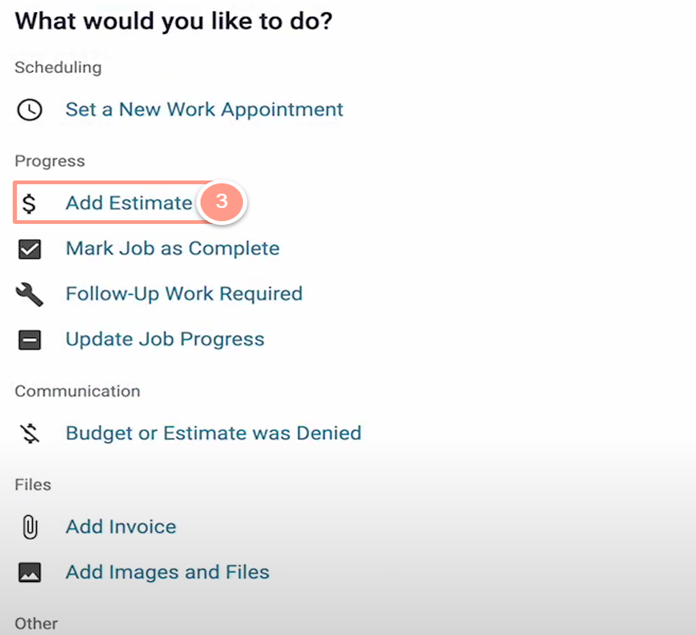 What would you like to do?
Scheduling
Set a New Work Appointment
Progress
$ Add Estimate 3
Mark Job as Complete
Follow-Up Work Required
Update Job Progress
Communication
Budget or Estimate was Denied
Files
Add Invoice
Add Images and Files
Other